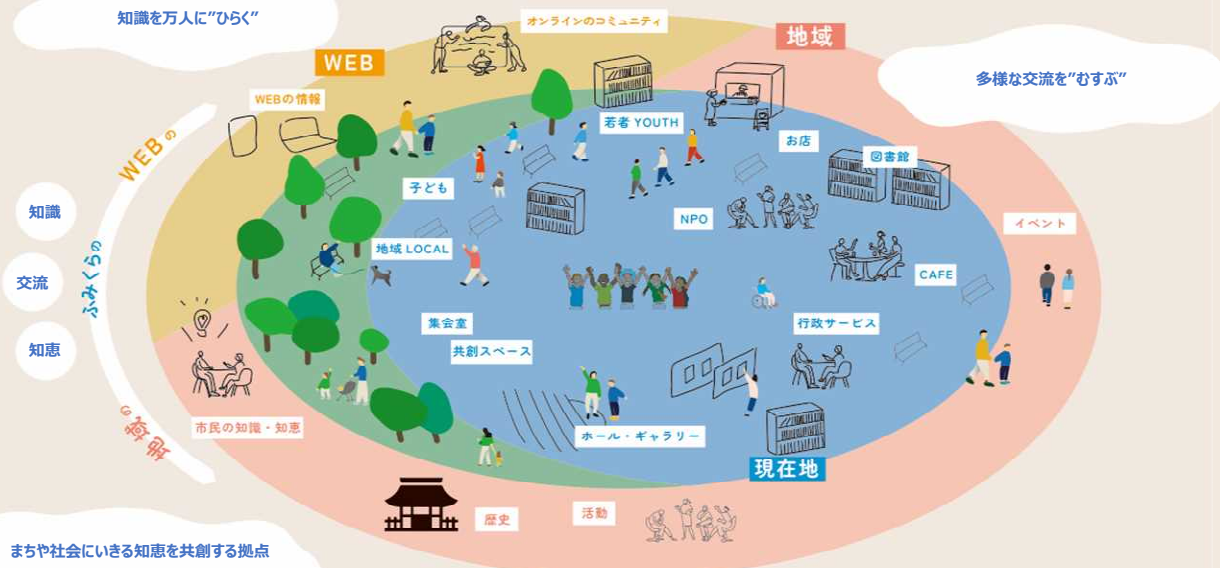 知識を万人に”ひらく”
オンラインのコミュニティ
地域
WEB
多様な交流を”むすぶ”
WEBの情報
WEBの
若者 YOUTH
お店
図書館
子ども
知識
NPO
イベント
地域 LOCAL
ふみくらの
交流
CAFE
集会室
行政サービス
知恵
共創スペース
地域の
市民の知識・知恵
ホール・ギャラリー
現在地
歴史
活動
まちや社会にいきる知恵を共創する拠点